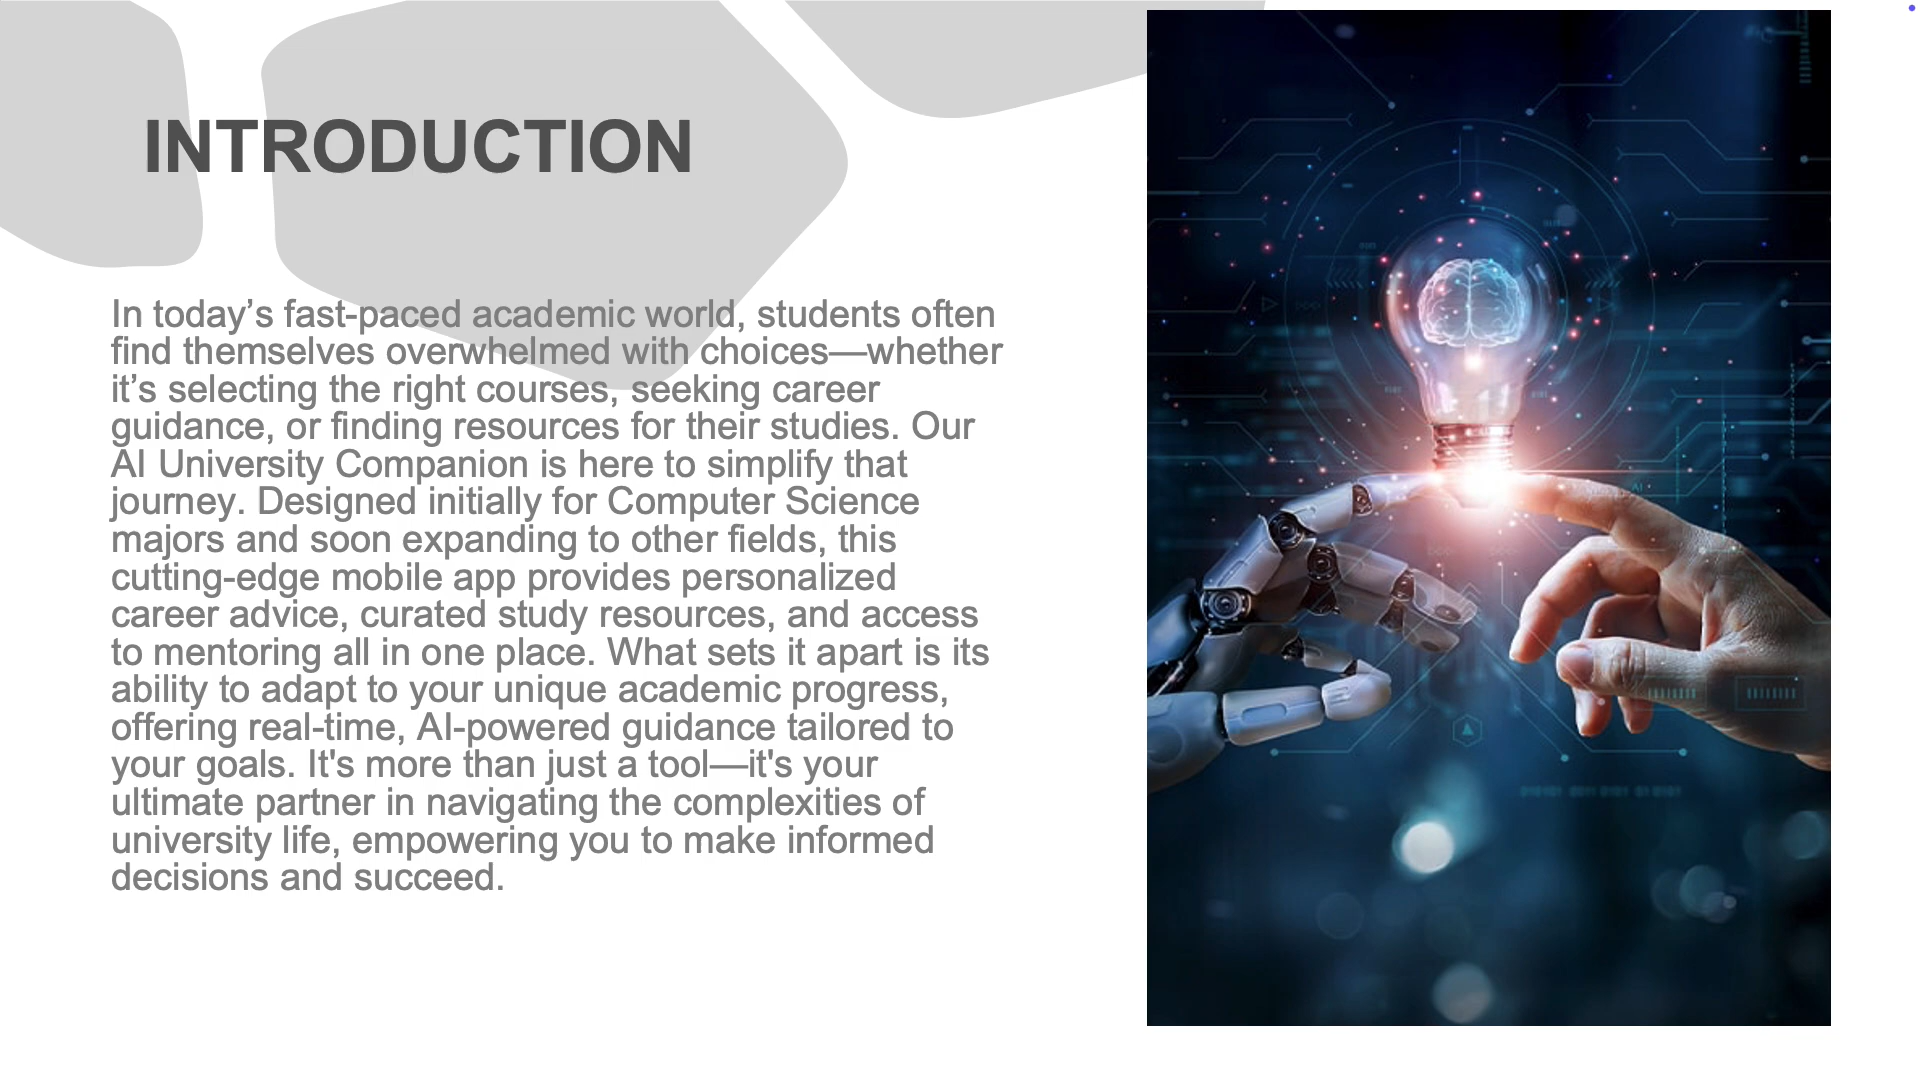 INTRODUCTION
In today’s fast-paced academic world, students often
find themselves overwhelmed with choices—whether
it’s selecting the right courses, seeking career
guidance, or finding resources for their studies. Our
AI University Companion is here to simplify that
journey. Designed initially for Computer Science
majors and soon expanding to other fields, this
cutting-edge mobile app provides personalized
career advice, curated study resources, and access
to mentoring all in one place. What sets it apart is its
ability to adapt to your unique academic progress,
offering real-time, AI-powered guidance tailored to
your goals. It's more than just a tool—it's your
ultimate partner in navigating the complexities of
university life, empowering you to make informed
decisions and succeed.